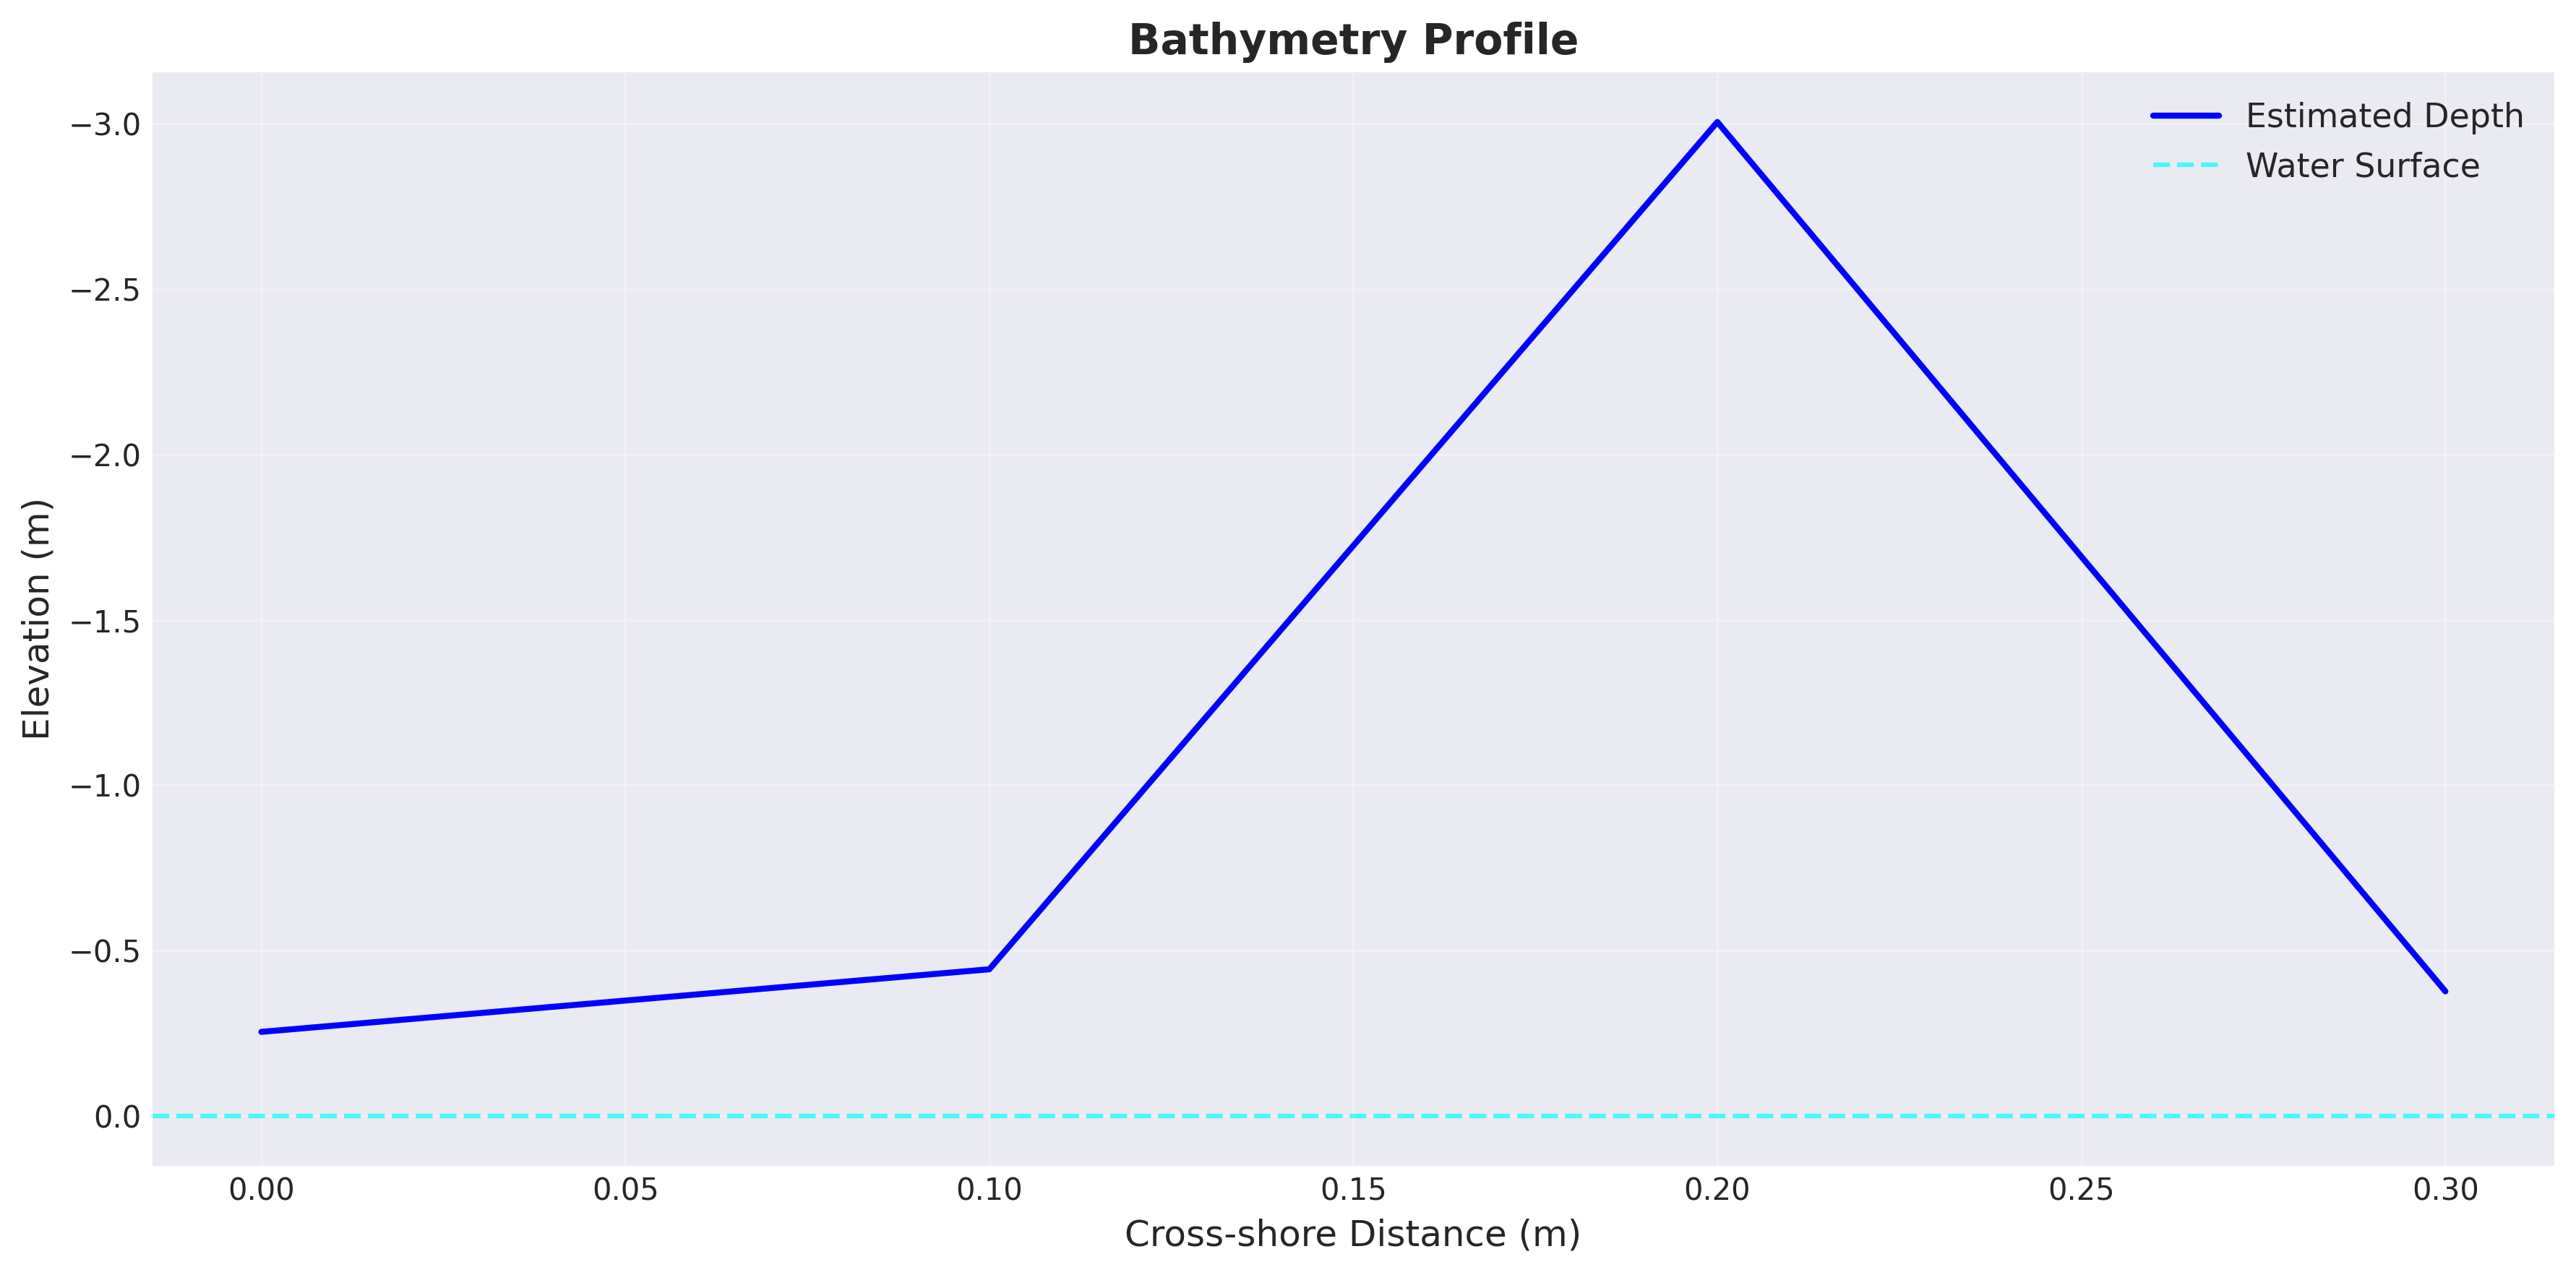 Bathymetry Profile
Estimated Depth
Water Surface
Elevation (m)
−3.0
−2.5
−2.0
−1.5
−1.0
−0.5
0.0
0.00 0.05 0.10 0.15 0.20 0.25 0.30
Cross-shore Distance (m)